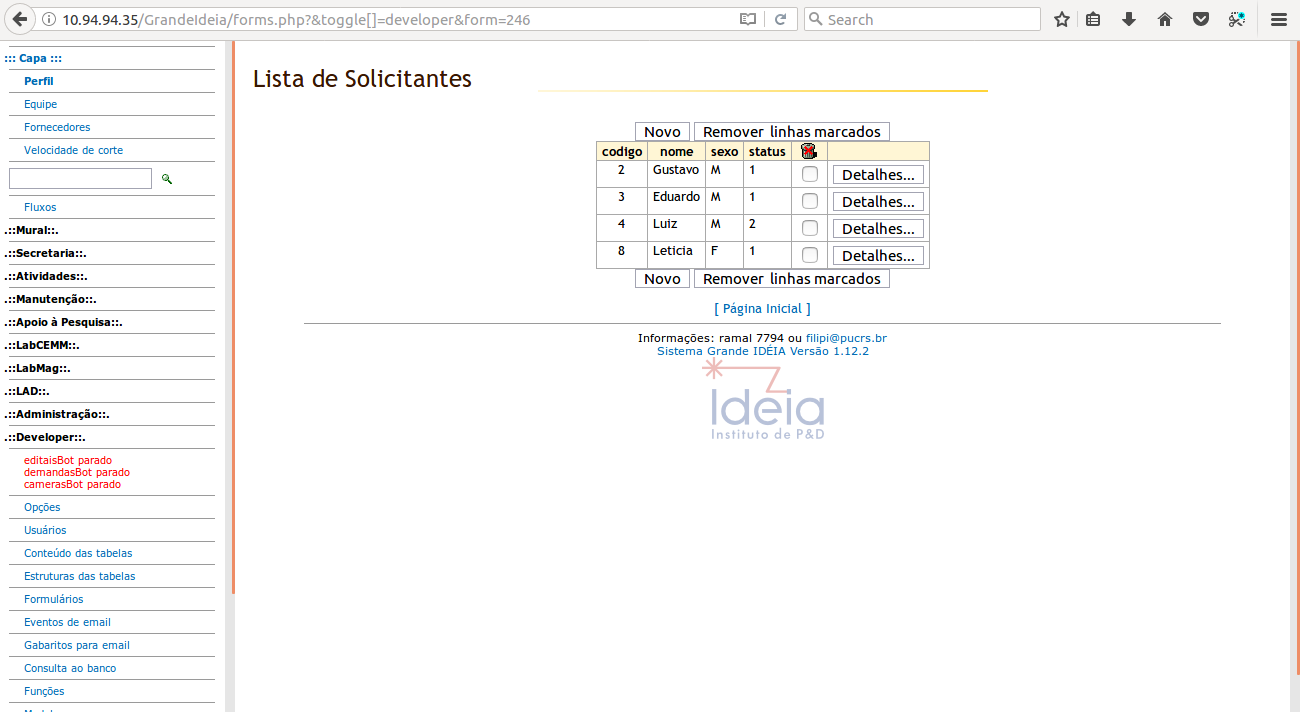 10.94.94.35/GrandeIdeia/forms.php?&toggle[]=developer&form=246
Search
::: Capa :::
Perfil
Equipe
Fornecedores
Velocidade de corte
Fluxos
.::Mural::.
.::Secretaria::.
.::Atividades::.
.::Manutenção::.
.::Apoio à Pesquisa::.
.::LabCEMM::.
.::LabMag::.
.::LAD::.
.::Administração::.
.::Developer::.
editaisBot parado
demandasBot parado
camerasBot parado
Opções
Usuários
Conteúdo das tabelas
Estruturas das tabelas
Formulários
Eventos de email
Gabaritos para email
Consulta ao banco
Funções
Lista de Solicitantes
Novo Remover linhas marcados
codigo nome sexo status
2 Gustavo M 1 Detalhes...
3 Eduardo M 1 Detalhes...
4 Luiz M 2 Detalhes...
8 Leticia F 1 Detalhes...
Novo Remover linhas marcados
[ Página Inicial ]
Informações: ramal 7794 ou filipi@pucrs.br
Sistema Grande IDÉIA Versão 1.12.2
Ideia
Instituto de P&D